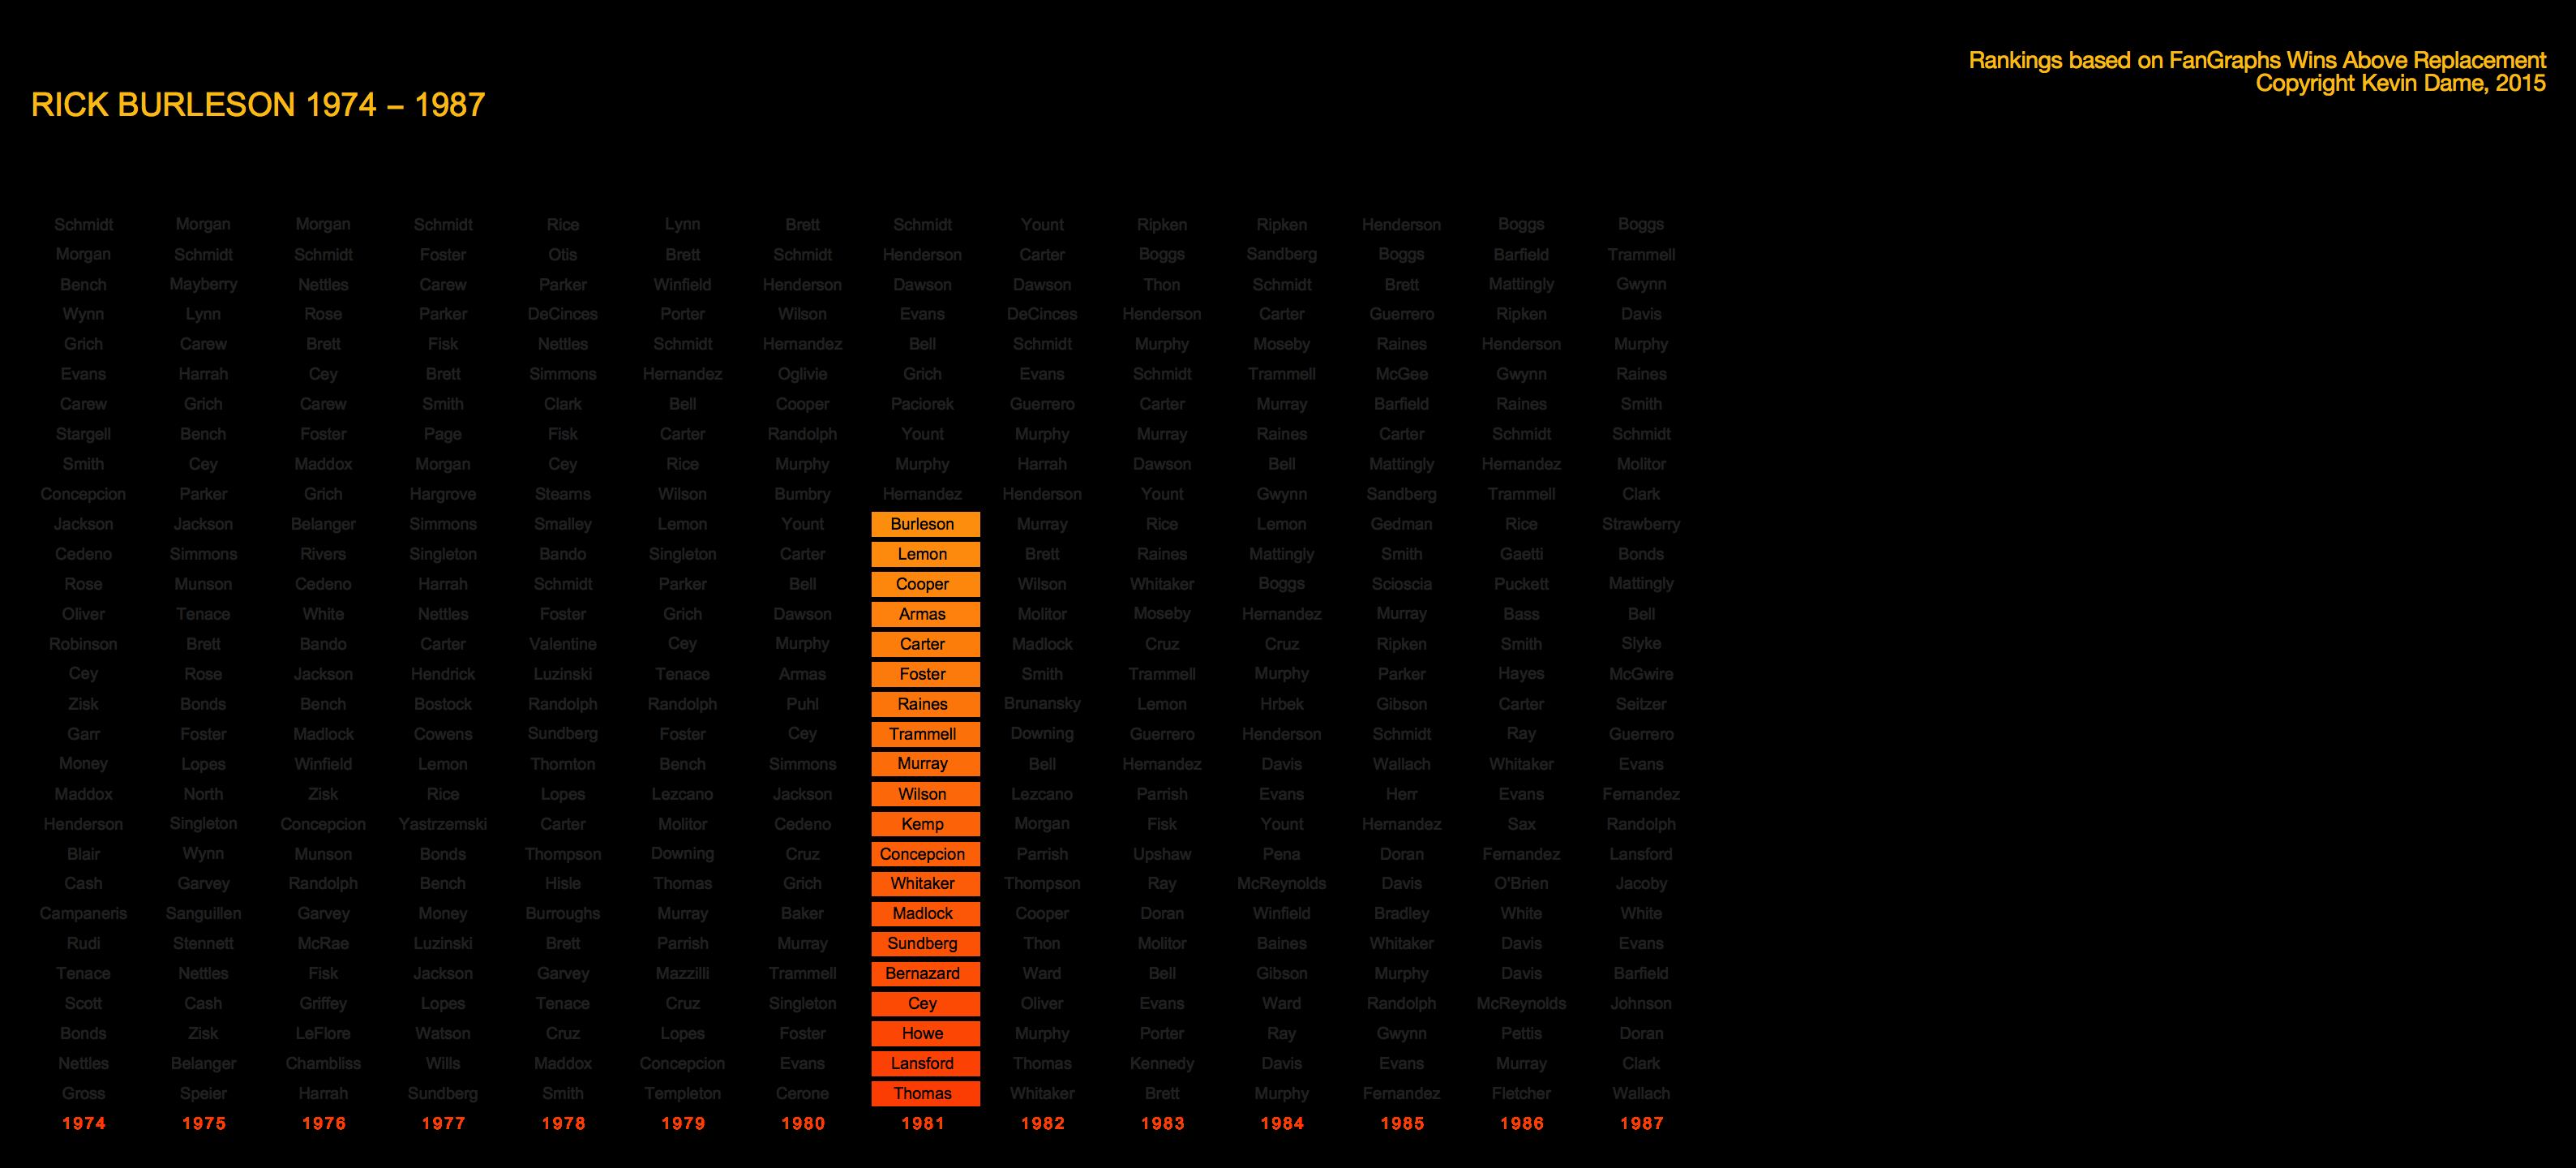 Rankings based on FanGraphs Wins Above Replacement
Copyright Kevin Dame, 2015
RICK BURLESON 1974 – 1987
Schmidt Morgan Morgan Schmidt Rice Lynn Brett Schmidt Yount Ripken Ripken Henderson Boggs Boggs
Morgan Schmidt Schmidt Foster Otis Brett Schmidt Henderson Carter Boggs Sandberg Boggs Barfield Trammell
Bench Mayberry Nettles Carew Parker Winfield Henderson Dawson Dawson Thon Schmidt Brett Mattingly Gwynn
Wynn Lynn Rose Parker DeCinces Porter Wilson Evans DeCinces Henderson Carter Guerrero Ripken Davis
Grich Carew Brett Fisk Nettles Schmidt Hernandez Bell Schmidt Murphy Moseby Raines Henderson Murphy
Evans Harrah Cey Brett Simmons Hernandez Oglivie Grich Evans Schmidt Trammell McGee Gwynn Raines
Carew Grich Carew Smith Clark Bell Cooper Paciorek Guerrero Carter Murray Barfield Raines Smith
Stargell Bench Foster Page Fisk Carter Randolph Yount Murphy Murray Raines Carter Schmidt Schmidt
Smith Cey Maddox Morgan Cey Rice Murphy Murphy Harrah Dawson Bell Mattingly Hernandez Molitor
Concepcion Parker Grich Hargrove Stearns Wilson Bumbry Hernandez Henderson Yount Gwynn Sandberg Trammell Clark
Jackson Jackson Belanger Simmons Smalley Lemon Yount Burleson Murray Rice Lemon Gedman Rice Strawberry
Cedeno Simmons Rivers Singleton Bando Singleton Carter Lemon Brett Raines Mattingly Smith Gaetti Bonds
Rose Munson Cedeno Harrah Schmidt Parker Bell Cooper Wilson Whitaker Boggs Scioscia Puckett Mattingly
Oliver Tenace White Nettles Foster Grich Dawson Armas Molitor Moseby Hernandez Murray Bass Bell
Robinson Brett Bando Carter Valentine Cey Murphy Carter Madlock Cruz Cruz Ripken Smith Slyke
Cey Rose Jackson Hendrick Luzinski Tenace Armas Foster Smith Trammell Murphy Parker Hayes McGwire
Zisk Bonds Bench Bostock Randolph Randolph Puhl Raines Brunansky Lemon Hrbek Gibson Carter Seitzer
Garr Foster Madlock Cowens Sundberg Foster Cey Trammell Downing Guerrero Henderson Schmidt Ray Guerrero
Money Lopes Winfield Lemon Thornton Bench Simmons Murray Bell Hernandez Davis Wallach Whitaker Evans
Maddox North Zisk Rice Lopes Lezcano Jackson Wilson Lezcano Parrish Evans Herr Evans Fernandez
Henderson Singleton Concepcion Yastrzemski Carter Molitor Cedeno Kemp Morgan Fisk Yount Hernandez Sax Randolph
Blair Wynn Munson Bonds Thompson Downing Cruz Concepcion Parrish Upshaw Pena Doran Fernandez Lansford
Cash Garvey Randolph Bench Hisle Thomas Grich Whitaker Thompson Ray McReynolds Davis O'Brien Jacoby
Campaneris Sanguillen Garvey Money Burroughs Murray Baker Madlock Cooper Doran Winfield Bradley White White
Rudi Stennett McRae Luzinski Brett Parrish Murray Sundberg Thon Molitor Baines Whitaker Davis Evans
Tenace Nettles Fisk Jackson Garvey Mazzilli Trammell Bernazard Ward Bell Gibson Murphy Davis Barfield
Scott Cash Griffey Lopes Tenace Cruz Singleton Cey Oliver Evans Ward Randolph McReynolds Johnson
Bonds Zisk LeFlore Watson Cruz Lopes Foster Howe Murphy Porter Ray Gwynn Pettis Doran
Nettles Belanger Chambliss Wills Maddox Concepcion Evans Lansford Thomas Kennedy Davis Evans Murray Clark
Gross Speier Harrah Sundberg Smith Templeton Cerone Thomas Whitaker Brett Murphy Fernandez Fletcher Wallach
1974 1975 1976 1977 1978 1979 1980 1981 1982 1983 1984 1985 1986 1987